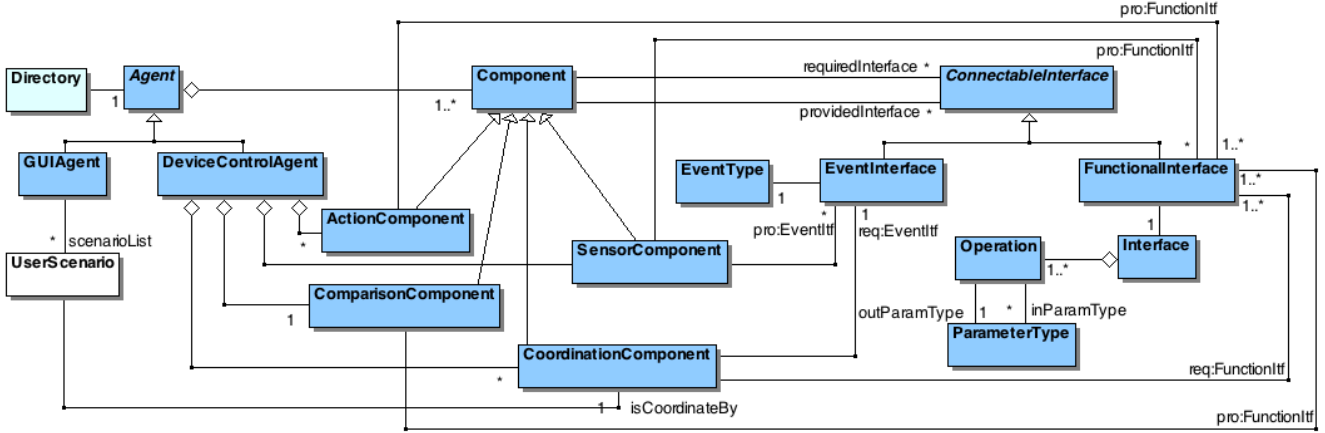 pro:FunctionItf
pro:FunctionItf
Directory
Agent
Component
requiredInterface *
ConnectableInterface
1
1..*
providedInterface *
GUIAgent
DeviceControlAgent
EventType
EventInterface
FunctionalInterface
*
1..*
1
1..*
1..*
*
1
1
ActionComponent
*
* scenarioList
pro:EventItf
req:EventItf
UserScenario
SensorComponent
Operation
Interface
1..*
ComparisonComponent
1
outParamType
1
*
inParamType
ParameterType
CoordinationComponent
*
req:FunctionItf
1
isCoordinateBy
pro:FunctionItf